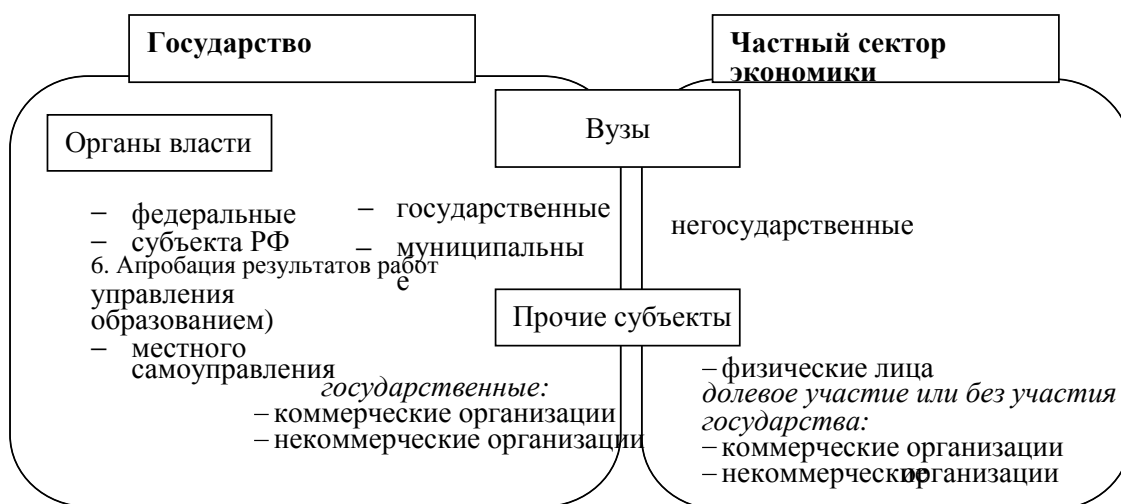 Государство
Частный сектор
экономики
Вузы
Органы власти
– федеральные
– субъекта РФ
6. Апробация результатов работ
управления
образованием)
– местного
самоуправления
– государственные
– муниципальны
е
негосударственные
Прочие субъекты
государственные:
– коммерческие организации
– некоммерческие организации
– физические лица
долевое участие или без участия
государства:
– коммерческие организации
– некоммерческие организации